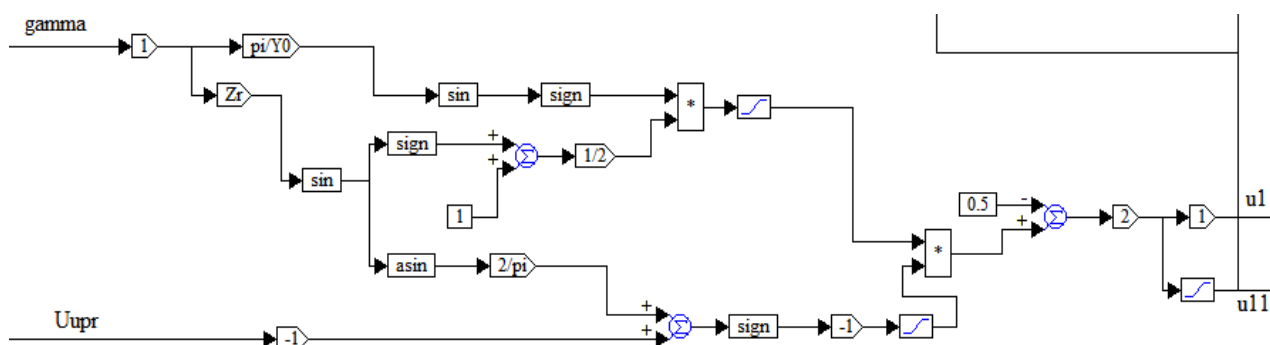 gamma
1
pi/Y0
Zr
sin
sign
*
sign
+
+
Σ
1/2
sin
1
0.5
-
+
Σ
2
1
u1
*
asin
2/pi
u11
Uupr
-1
+
+
Σ
sign
-1